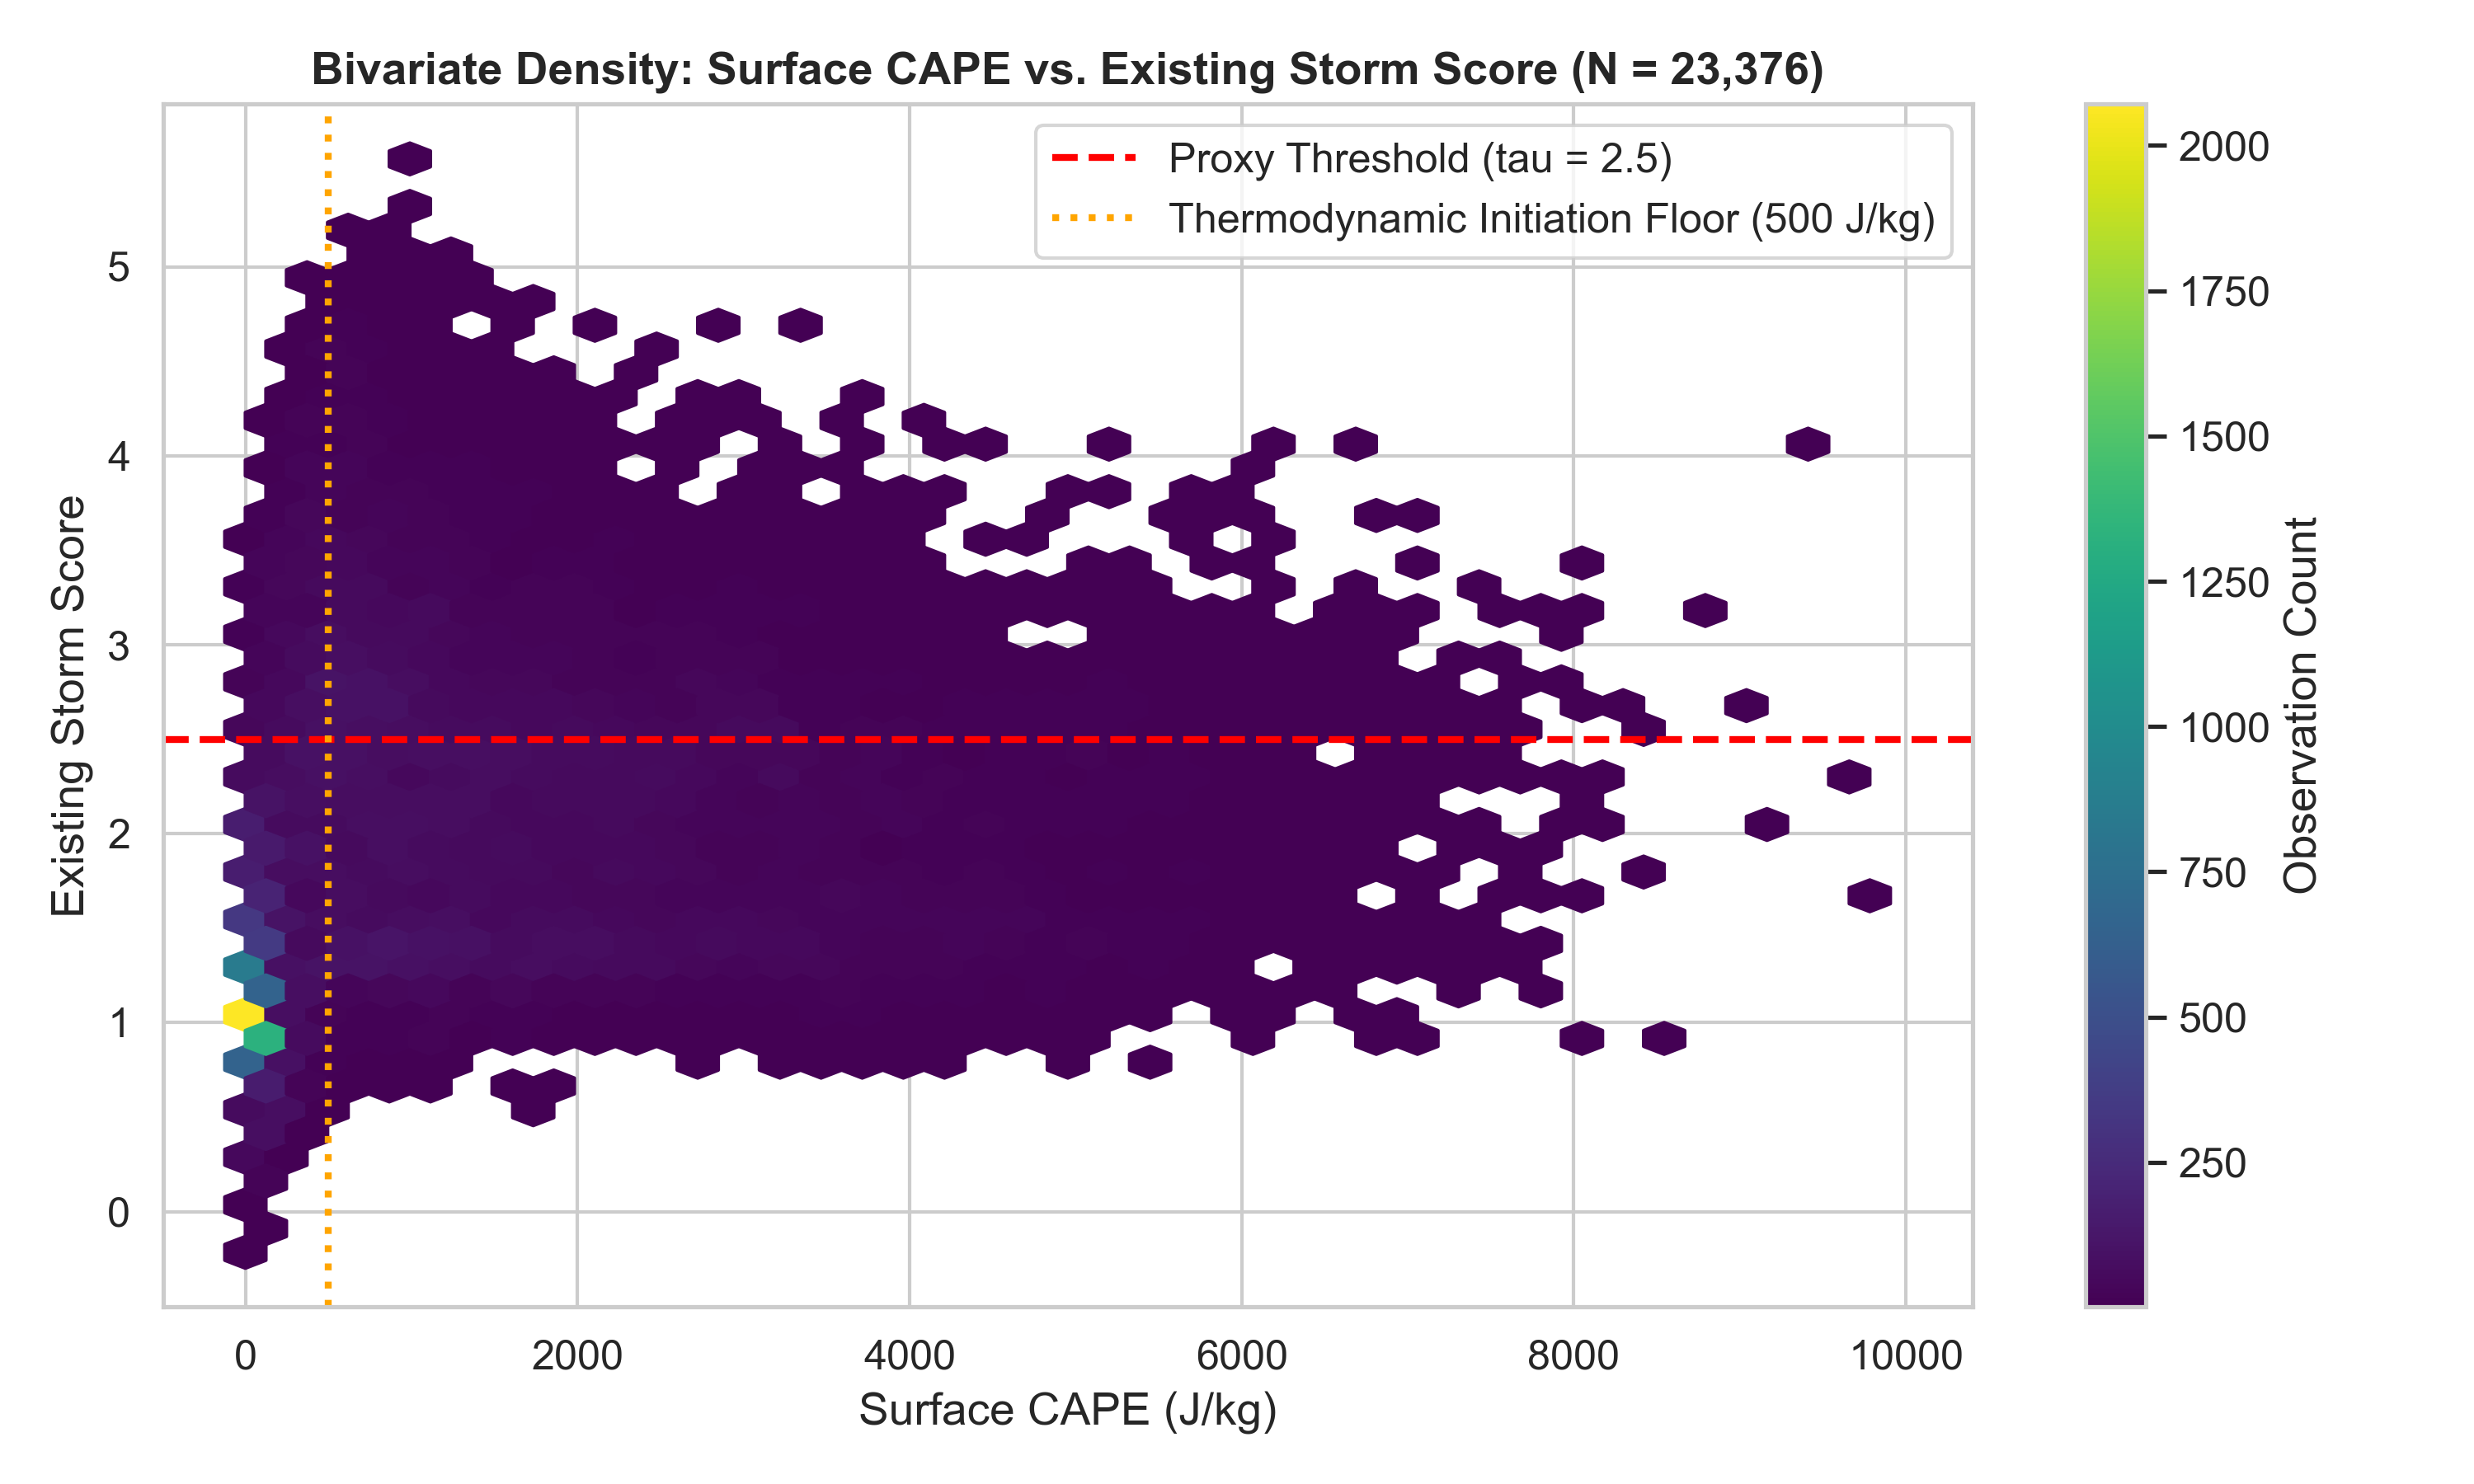 Bivariate Density: Surface CAPE vs. Existing Storm Score (N = 23,376)
Proxy Threshold (tau = 2.5)
Thermodynamic Initiation Floor (500 J/kg)
Existing Storm Score
5
4
3
2
1
0
0 2000 4000 6000 8000 10000
Surface CAPE (J/kg)
2000
1750
1500
1250
1000
750
500
250
Observation Count